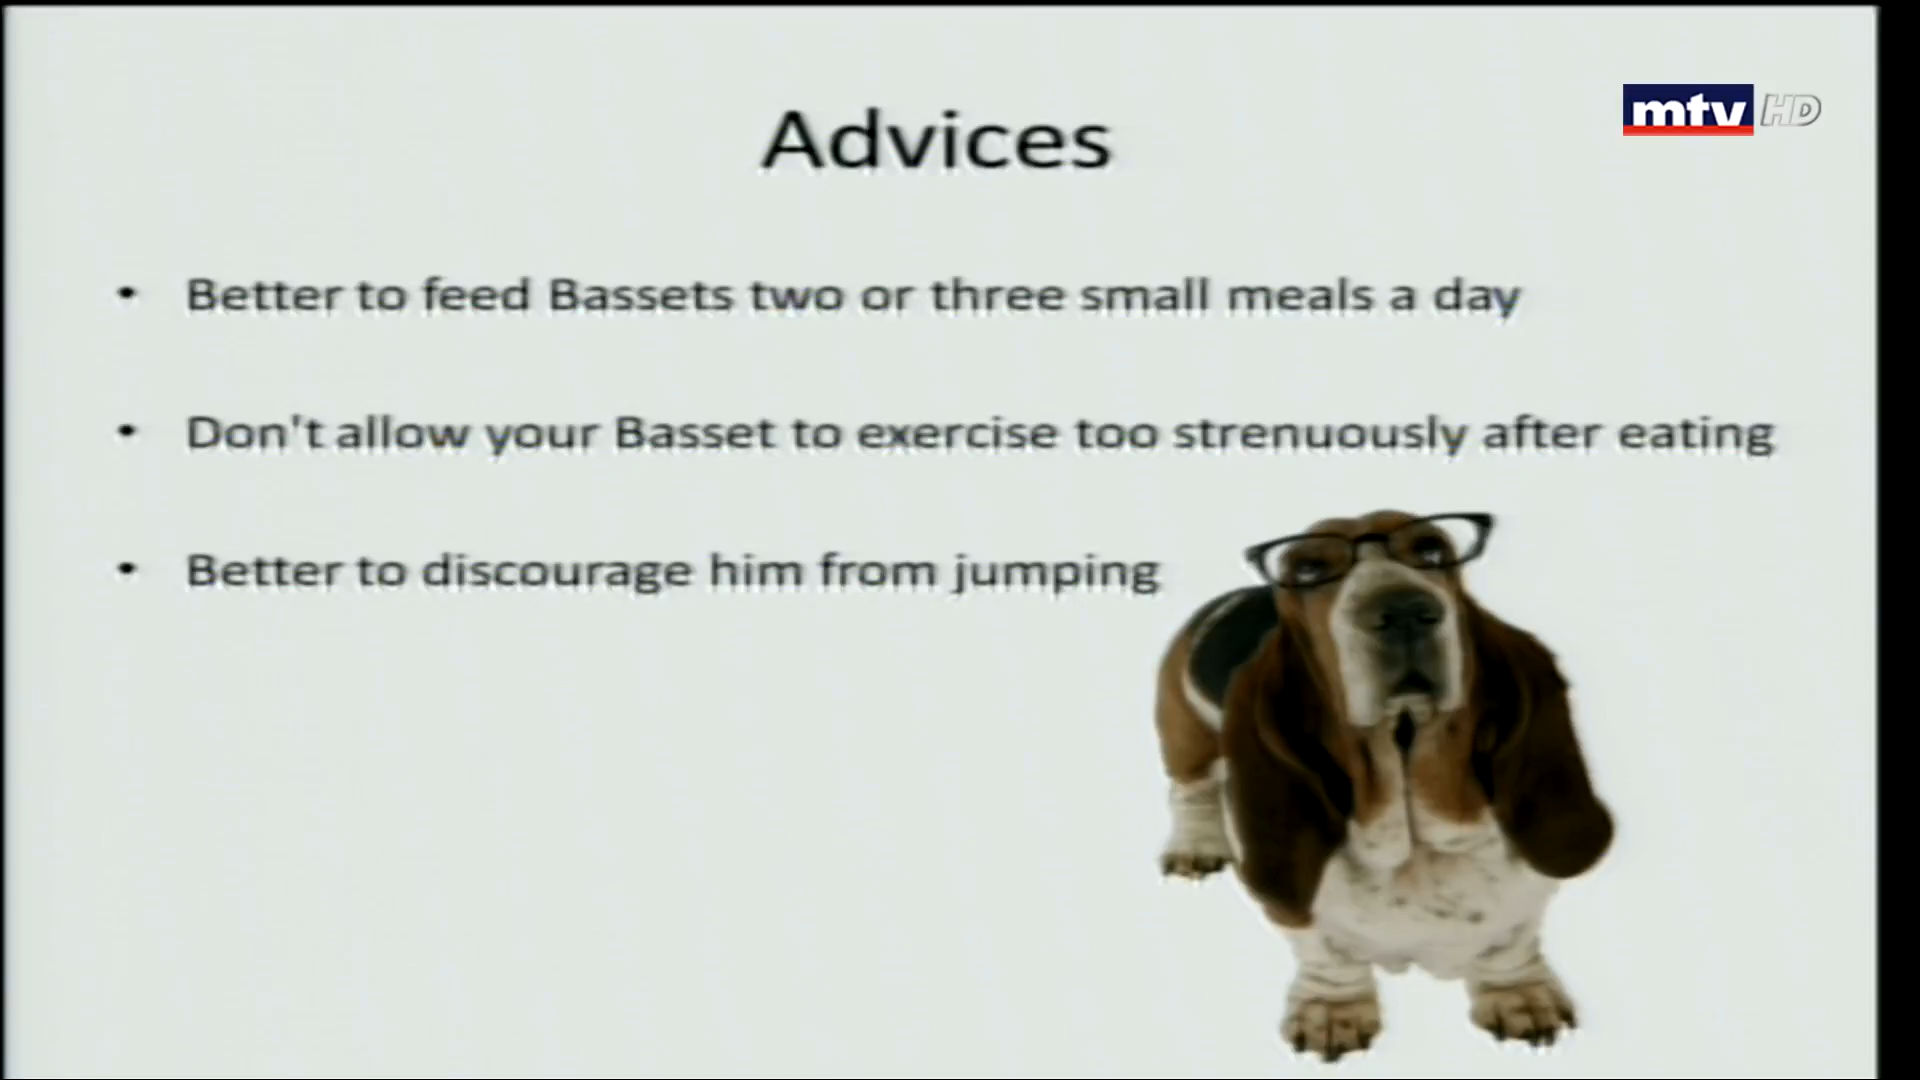 mtv HD
Advices
• Better to feed Bassets two or three small meals a day
• Don't allow your Basset to exercise too strenuously after eating
• Better to discourage him from jumping